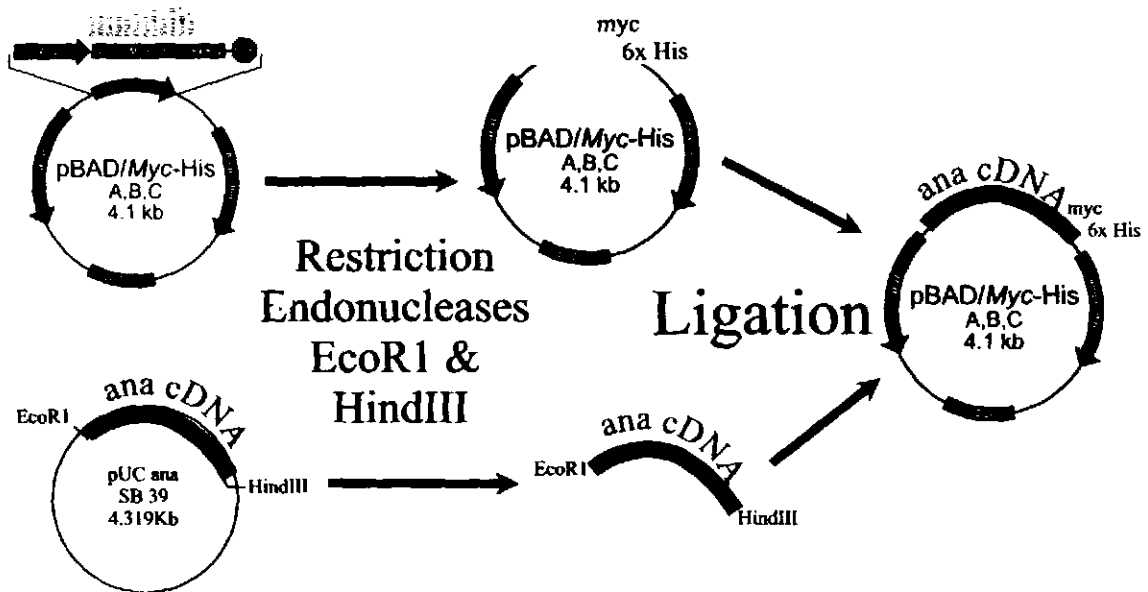 pBAD/Myc-His
A,B,C
4.1 kb
myc
6x His
pBAD/Myc-His
A,B,C
4.1 kb
Restriction
Endonucleases
EcoR1 &
HindIII
Ligation
ana cDNA
myc
6x His
pBAD/Myc-His
A,B,C
4.1 kb
EcoR1
ana cDNA
pUC ana
SB 39
4.319Kb
HindIII
EcoR1
ana cDNA
HindIII